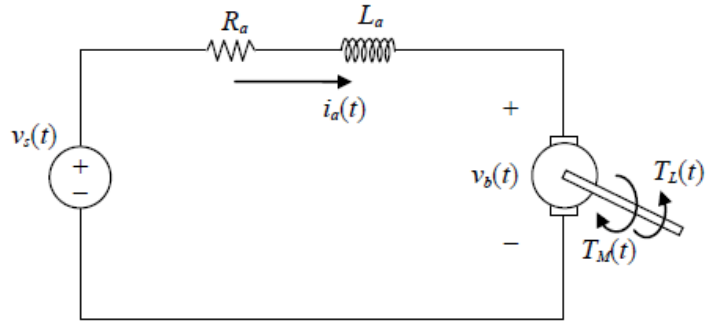 R_a
L_a
i_a(t)
v_s(t)
+
−
+
v_b(t)
−
T_L(t)
T_M(t)